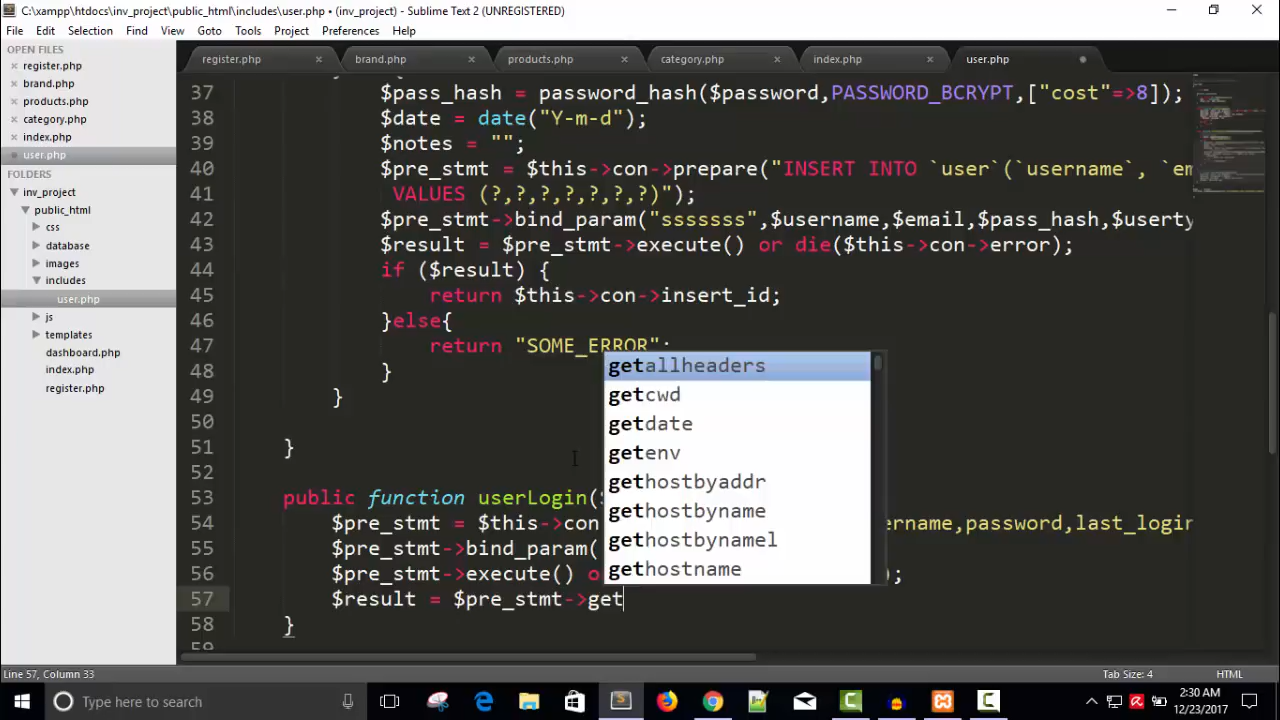 C:\xampp\htdocs\inv_project\public_html\includes\user.php • (inv_project) - Sublime Text 2 (UNREGISTERED)
File Edit Selection Find View Goto Tools Project Preferences Help
OPEN FILES
register.php
brand.php
products.php
category.php
index.php
user.php
FOLDERS
inv_project
public_html
css
database
images
includes
user.php
js
templates
dashboard.php
index.php
register.php
register.php × brand.php × products.php × category.php × index.php × user.php
37 $pass_hash = password_hash($password,PASSWORD_BCRYPT,["cost"=>8]);
38 $date = date("Y-m-d");
39 $notes = "";
40 $pre_stmt = $this->con->prepare("INSERT INTO `user`(`username`, `em
41 VALUES (?,?,?,?,?,?,?)");
42 $pre_stmt->bind_param("sssssss",$username,$email,$pass_hash,$userty
43 $result = $pre_stmt->execute() or die($this->con->error);
44 if ($result) {
45 return $this->con->insert_id;
46 }else{
47 return "SOME_ERROR";
48 }
49 }
50
51 }
52
53 public function userLogin(
54 $pre_stmt = $this->con ername,password,last_login
55 $pre_stmt->bind_param(
56 $pre_stmt->execute() o );
57 $result = $pre_stmt->get
58 }
59
getallheaders
getcwd
getdate
getenv
gethostbyaddr
gethostbyname
gethostbynamel
gethostname
Line 57, Column 33 Tab Size: 4 HTML
Type here to search
2:30 AM
12/23/2017